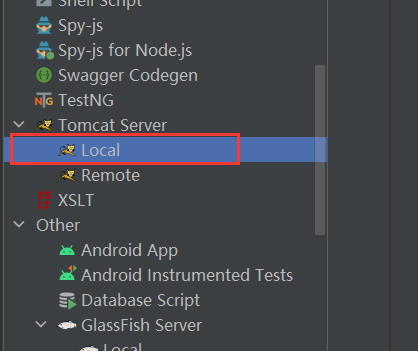 Shell Script
Spy-js
Spy-js for Node.js
Swagger Codegen
TestNG
Tomcat Server
Local
Remote
XSLT
Other
Android App
Android Instrumented Tests
Database Script
GlassFish Server
Local